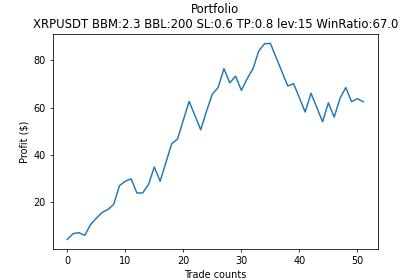 Portfolio
XRPUSDT BBM:2.3 BBL:200 SL:0.6 TP:0.8 lev:15 WinRatio:67.0
Profit ($)
80
60
40
20
0
10
20
30
40
50
Trade counts